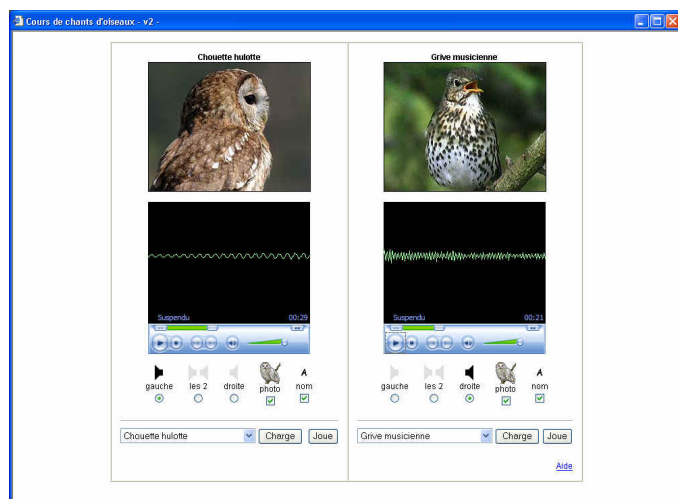 Cours de chants d'oiseaux - v2 -
Chouette hulotte
Grive musicienne
Suspendu 00:29
Suspendu 00:21
gauche les 2 droite photo nom
gauche les 2 droite photo nom
Chouette hulotte Charge Joue
Grive musicienne Charge Joue
Aide